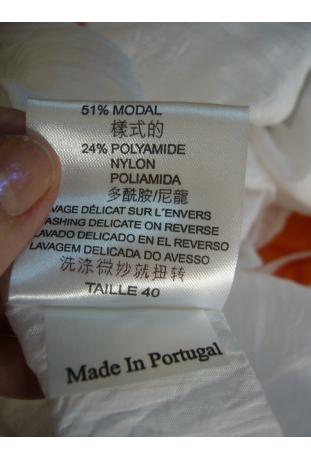 51% MODAL
樣式的
24% POLYAMIDE
NYLON
POLIAMIDA
多酰胺/尼龍
VAGE DÉLICAT SUR L'ENVERS
WASHING DELICATE ON REVERSE
LAVADO DELICADO EN EL REVERSO
LAVAGEM DELICADA DO AVESSO
洗涤微妙就扭转
TAILLE 40
Made In Portugal